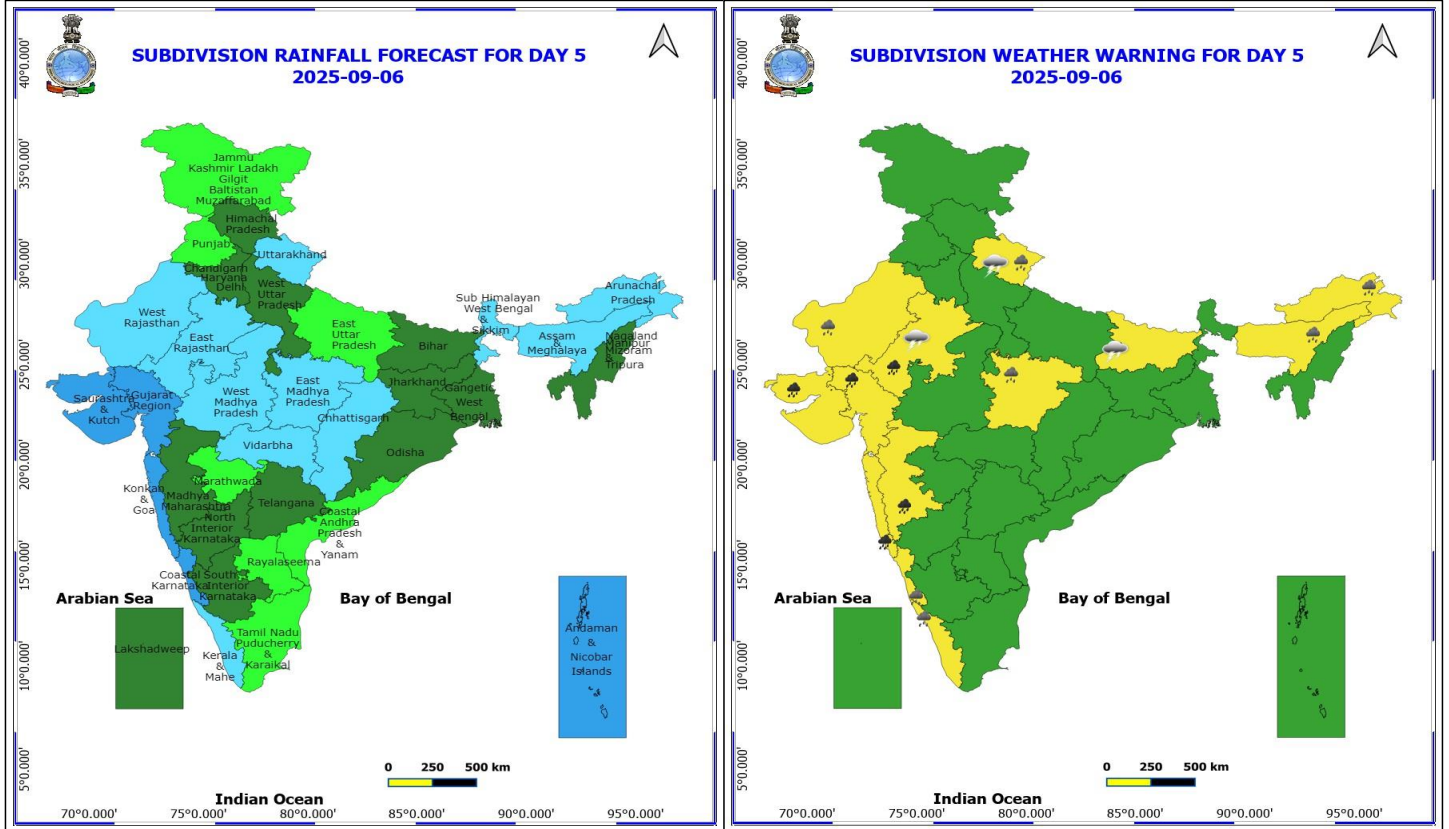 SUBDIVISION RAINFALL FORECAST FOR DAY 5
2025-09-06
40°0.000'
35°0.000'
30°0.000'
25°0.000'
20°0.000'
15°0.000'
10°0.000'
5°0.000'
Jammu
Kashmir Ladakh
Gilgit
Baltistan
Muzaffarabad
Himachal
Pradesh
Punjab
Uttarakhand
Chandigarh
Haryana
Delhi
West
Uttar
Pradesh
Arunachal
Pradesh
Sub Himalayan
West Bengal
&
Sikkim
West
Rajasthan
East
Rajasthan
East
Uttar
Pradesh
Bihar
Assam
&
Meghalaya
Nagaland
Manipur
Mizoram
&
Tripura
Saurashtra
&
Kutch
Gujarat
Region
West
Madhya
Pradesh
East
Madhya
Pradesh
Jharkhand
Gangetic
West
Bengal
Chhattisgarh
Vidarbha
Odisha
Konkan
&
Goa
Madhya
Maharashtra
Marathwada
Telangana
North
Interior
Karnataka
Coastal
Andhra
Pradesh
&
Yanam
Rayalaseema
Coastal
Karnataka
South
Interior
Karnataka
Arabian Sea
Bay of Bengal
Lakshadweep
Kerala
&
Mahe
Tamil Nadu
Puducherry
&
Karaikal
Andaman
&
Nicobar
Islands
0 250 500 km
Indian Ocean
70°0.000' 75°0.000' 80°0.000' 85°0.000' 90°0.000' 95°0.000'
SUBDIVISION WEATHER WARNING FOR DAY 5
2025-09-06
40°0.000'
35°0.000'
30°0.000'
25°0.000'
20°0.000'
15°0.000'
10°0.000'
5°0.000'
Arabian Sea
Bay of Bengal
0 250 500 km
Indian Ocean
70°0.000' 75°0.000' 80°0.000' 85°0.000' 90°0.000' 95°0.000'